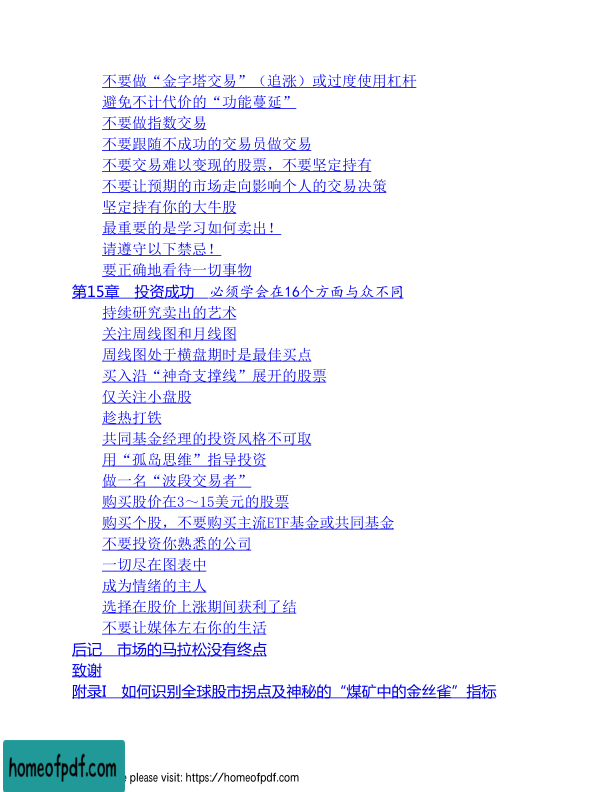 不要做“金字塔交易”（追涨）或过度使用杠杆
避免不计代价的“功能蔓延”
不要做指数交易
不要跟随不成功的交易员做交易
不要交易难以变现的股票，不要坚定持有
不要让预期的市场走向影响个人的交易决策
坚定持有你的大牛股
最重要的是学习如何卖出！
请遵守以下禁忌！
要正确地看待一切事物
第15章　投资成功　必须学会在16个方面与众不同
持续研究卖出的艺术
关注周线图和月线图
周线图处于横盘期时是最佳买点
买入沿“神奇支撑线”展开的股票
仅关注小盘股
趁热打铁
共同基金经理的投资风格不可取
用“孤岛思维”指导投资
做一名“波段交易者”
购买股价在3～15美元的股票
购买个股，不要购买主流ETF基金或共同基金
不要投资你熟悉的公司
一切尽在图表中
成为情绪的主人
选择在股价上涨期间获利了结
不要让媒体左右你的生活
后记　市场的马拉松没有终点
致谢
附录I　如何识别全球股市拐点及神秘的“煤矿中的金丝雀”指标
homeofpdf.com
e please visit: https://homeofpdf.com